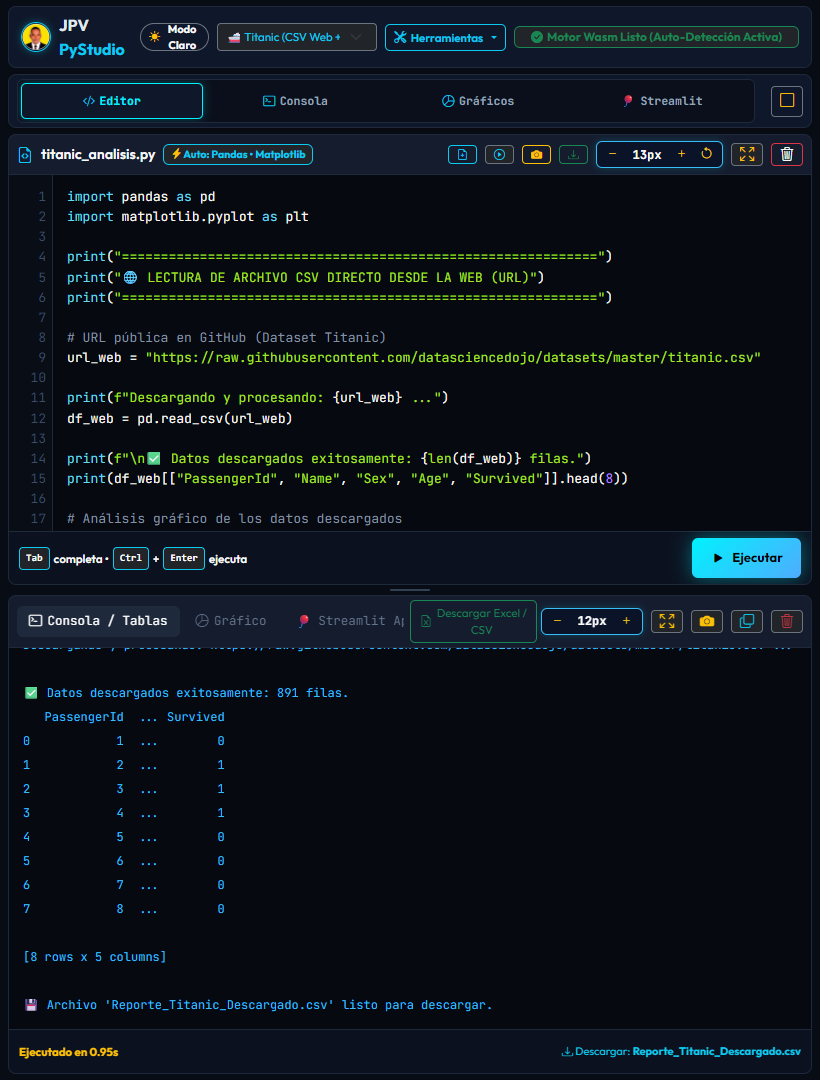 JPV
PyStudio
Modo
Claro
🚢 Titanic (CSV Web +
Herramientas
Motor Wasm Listo (Auto-Detección Activa)
</> Editor
Consola
Gráficos
Streamlit
titanic_analisis.py
⚡Auto: Pandas • Matplotlib
− 13px +
1 import pandas as pd
2 import matplotlib.pyplot as plt
3
4 print("=============================================================")
5 print("🌐 LECTURA DE ARCHIVO CSV DIRECTO DESDE LA WEB (URL)")
6 print("=============================================================")
7
8 # URL pública en GitHub (Dataset Titanic)
9 url_web = "https://raw.githubusercontent.com/datasciencedojo/datasets/master/titanic.csv"
10
11 print(f"Descargando y procesando: {url_web} ...")
12 df_web = pd.read_csv(url_web)
13
14 print(f"\n✅ Datos descargados exitosamente: {len(df_web)} filas.")
15 print(df_web[["PassengerId", "Name", "Sex", "Age", "Survived"]].head(8))
16
17 # Análisis gráfico de los datos descargados
Tab completa • Ctrl + Enter ejecuta
Ejecutar
Consola / Tablas
Gráfico
Streamlit Ap
Descargar Excel /
CSV
− 12px +
✅ Datos descargados exitosamente: 891 filas.
PassengerId ... Survived
0 1 ... 0
1 2 ... 1
2 3 ... 1
3 4 ... 1
4 5 ... 0
5 6 ... 0
6 7 ... 0
7 8 ... 0
[8 rows x 5 columns]
💾 Archivo 'Reporte_Titanic_Descargado.csv' listo para descargar.
Ejecutado en 0.95s
Descargar: Reporte_Titanic_Descargado.csv